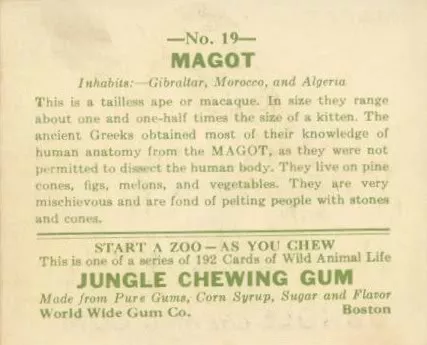 —No. 19—
MAGOT
Inhabits:—Gibraltar, Morocco, and Algeria
This is a tailless ape or macaque. In size they range
about one and one-half times the size of a kitten. The
ancient Greeks obtained most of their knowledge of
human anatomy from the MAGOT, as they were not
permitted to dissect the human body. They live on pine
cones, figs, melons, and vegetables. They are very
mischievous and are fond of pelting people with stones
and cones.
START A ZOO — AS YOU CHEW
This is one of a series of 192 Cards of Wild Animal Life
JUNGLE CHEWING GUM
Made from Pure Gums, Corn Syrup, Sugar and Flavor
World Wide Gum Co. Boston